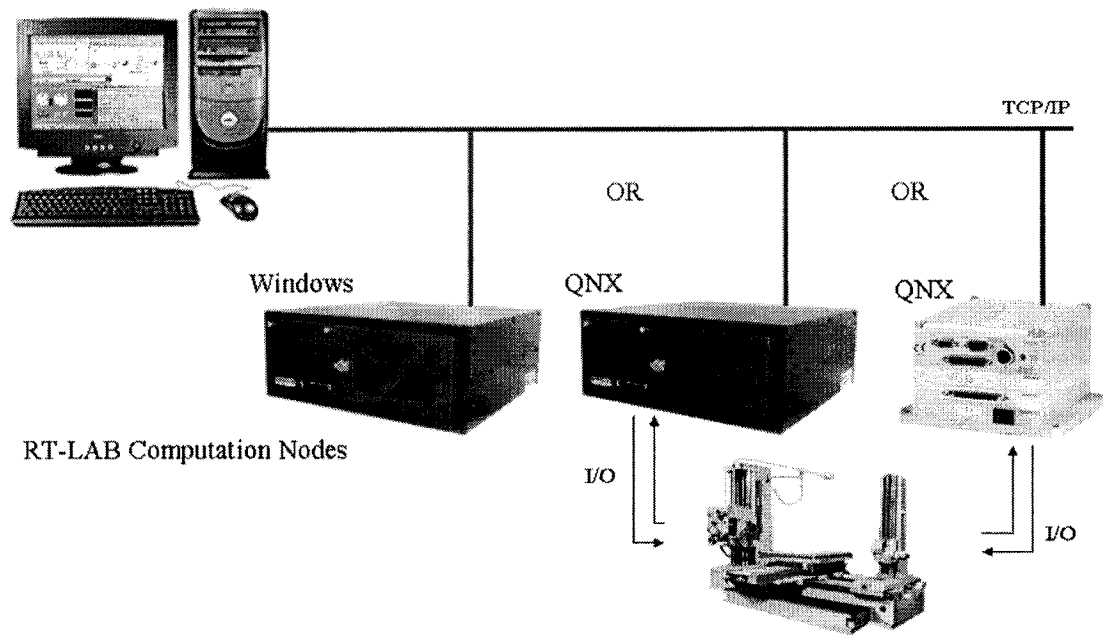 TCP/IP
OR
OR
Windows
QNX
QNX
RT-LAB Computation Nodes
I/O
I/O